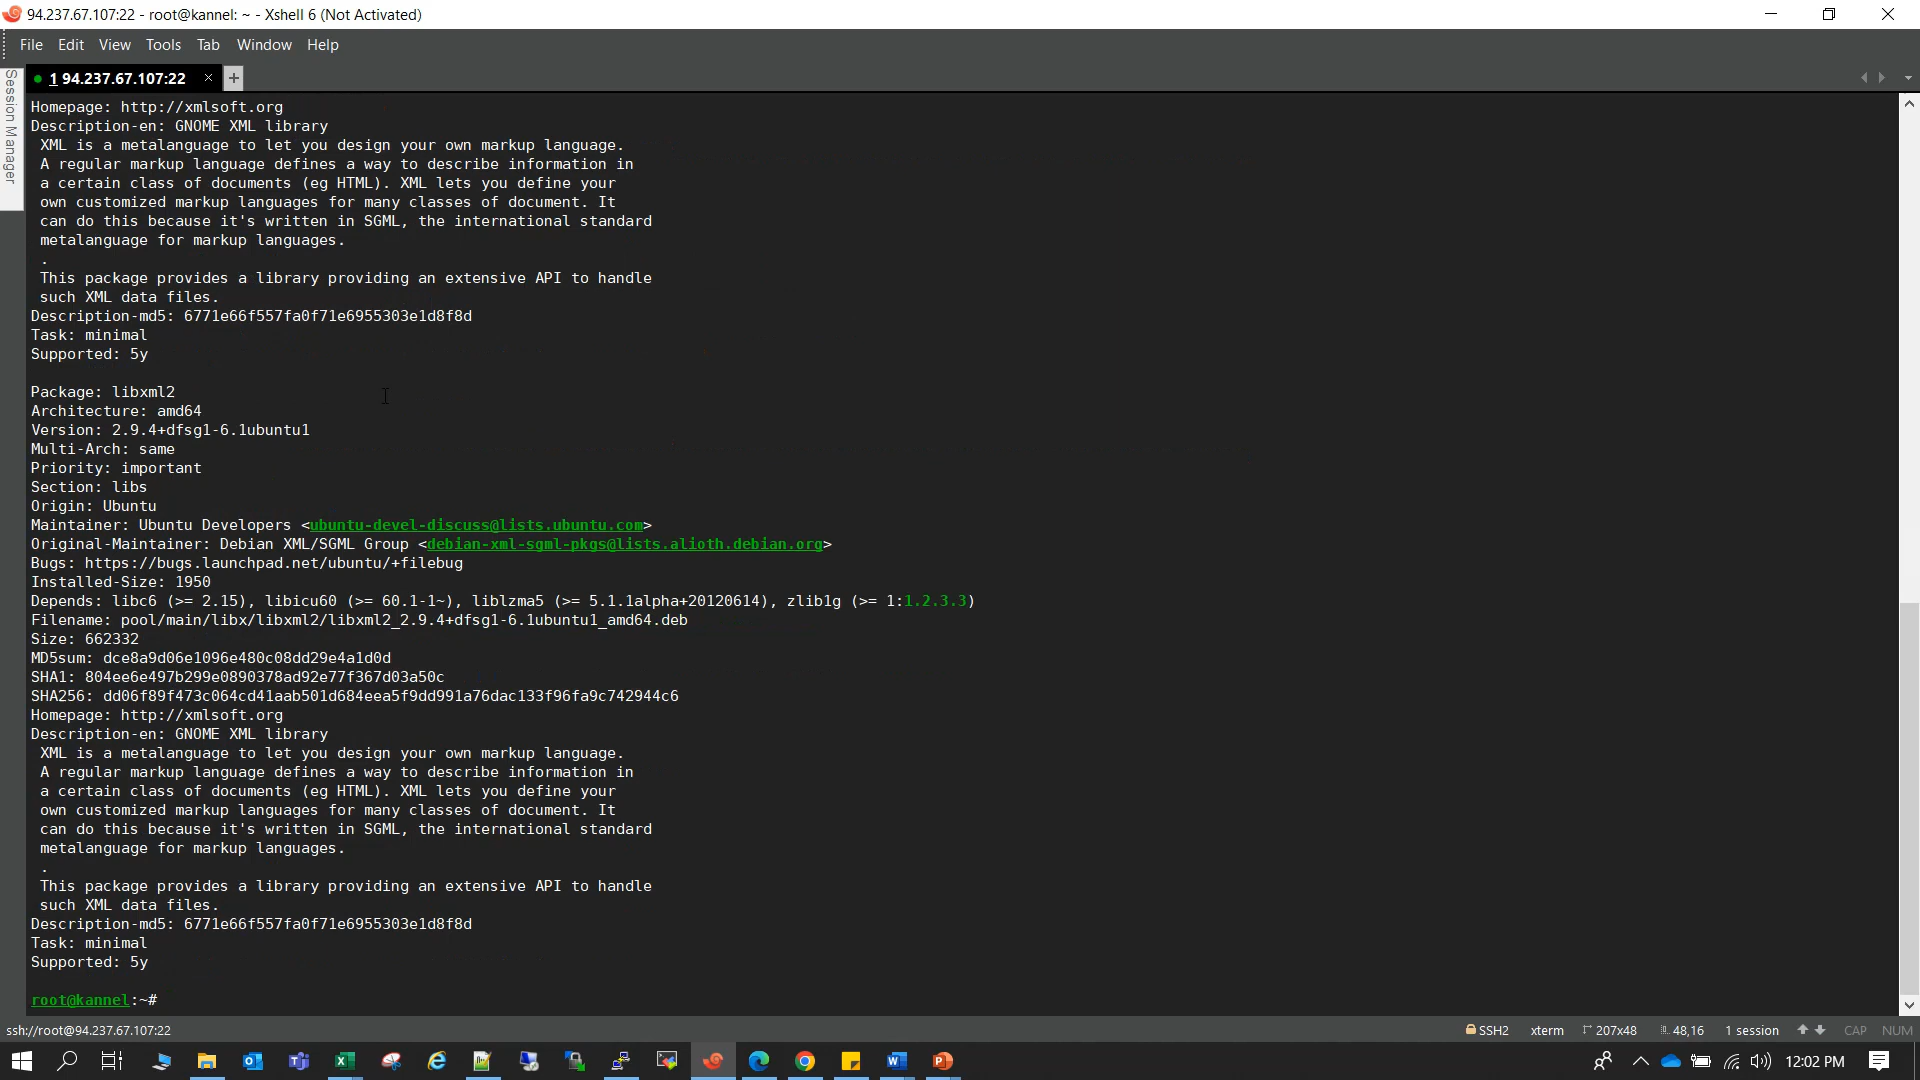 94.237.67.107:22 - root@kannel: ~ - Xshell 6 (Not Activated)
File Edit View Tools Tab Window Help
Session Manager
1 94.237.67.107:22 × +
Homepage: http://xmlsoft.org
Description-en: GNOME XML library
XML is a metalanguage to let you design your own markup language.
A regular markup language defines a way to describe information in
a certain class of documents (eg HTML). XML lets you define your
own customized markup languages for many classes of document. It
can do this because it's written in SGML, the international standard
metalanguage for markup languages.
.
This package provides a library providing an extensive API to handle
such XML data files.
Description-md5: 6771e66f557fa0f71e6955303e1d8f8d
Task: minimal
Supported: 5y
Package: libxml2
Architecture: amd64
Version: 2.9.4+dfsg1-6.1ubuntu1
Multi-Arch: same
Priority: important
Section: libs
Origin: Ubuntu
Maintainer: Ubuntu Developers <ubuntu-devel-discuss@lists.ubuntu.com>
Original-Maintainer: Debian XML/SGML Group <debian-xml-sgml-pkgs@lists.alioth.debian.org>
Bugs: https://bugs.launchpad.net/ubuntu/+filebug
Installed-Size: 1950
Depends: libc6 (>= 2.15), libicu60 (>= 60.1-1~), liblzma5 (>= 5.1.1alpha+20120614), zlib1g (>= 1:1.2.3.3)
Filename: pool/main/libx/libxml2/libxml2_2.9.4+dfsg1-6.1ubuntu1_amd64.deb
Size: 662332
MD5sum: dce8a9d06e1096e480c08dd29e4a1d0d
SHA1: 804ee6e497b299e0890378ad92e77f367d03a50c
SHA256: dd06f89f473c064cd41aab501d684eea5f9dd991a76dac133f96fa9c742944c6
Homepage: http://xmlsoft.org
Description-en: GNOME XML library
XML is a metalanguage to let you design your own markup language.
A regular markup language defines a way to describe information in
a certain class of documents (eg HTML). XML lets you define your
own customized markup languages for many classes of document. It
can do this because it's written in SGML, the international standard
metalanguage for markup languages.
.
This package provides a library providing an extensive API to handle
such XML data files.
Description-md5: 6771e66f557fa0f71e6955303e1d8f8d
Task: minimal
Supported: 5y
root@kannel:~#
ssh://root@94.237.67.107:22 SSH2 xterm 207x48 48,16 1 session CAP NUM
12:02 PM